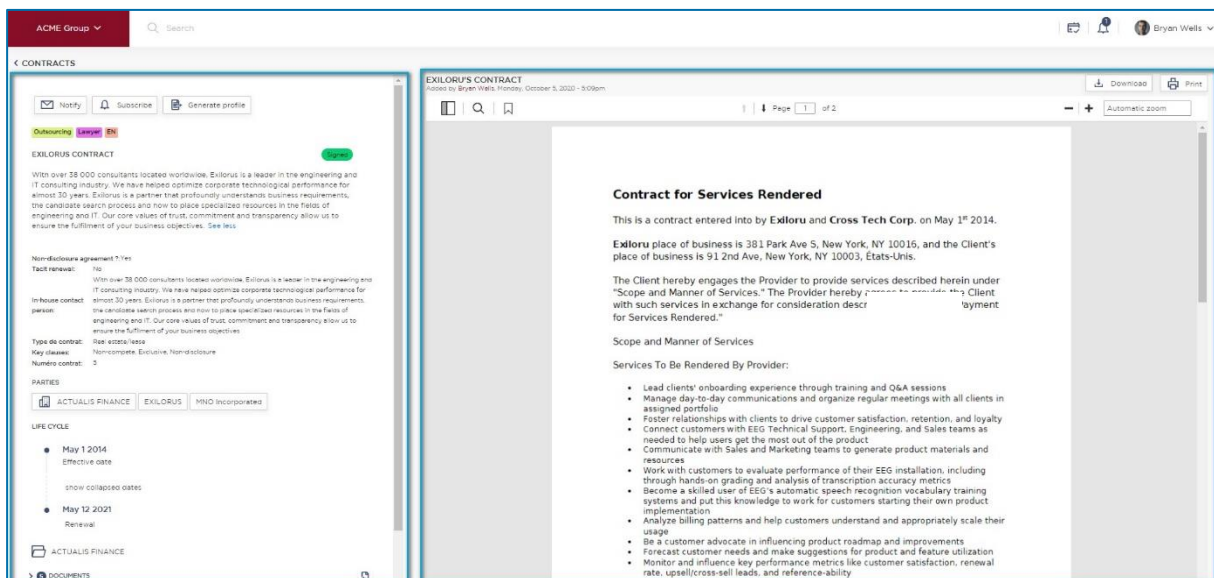 ACME Group
Search
1
Bryan Wells
< CONTRACTS
Notify
Subscribe
Generate profile
Outsourcing Lawyer EN
EXILORUS CONTRACT
Signed
With over 38 000 consultants located worldwide, Exilorus is a leader in the engineering and
IT consulting industry. We have helped optimize corporate technological performance for
almost 30 years. Exilorus is a partner that profoundly understands business requirements,
the candidate search process and how to place specialized resources in the fields of
engineering and IT. Our core values of trust, commitment and transparency allow us to
ensure the fulfilment of your business objectives. See less
Non-disclosure agreement ?: Yes
Tacit renewal: No
With over 38 000 consultants located worldwide, Exilorus is a leader in the engineering and
IT consulting industry. We have helped optimize corporate technological performance for
In-house contact almost 30 years. Exilorus is a partner that profoundly understands business requirements,
person: the candidate search process and how to place specialized resources in the fields of
engineering and IT. Our core values of trust, commitment and transparency allow us to
ensure the fulfilment of your business objectives
Type de contrat: Real estate/lease
Key clauses: Non-compete, Exclusive, Non-disclosure
Numéro contrat: 5
PARTIES
ACTUALIS FINANCE
EXILORUS
MNO Incorporated
LIFE CYCLE
May 1 2014
Effective date
show collapsed dates
May 12 2021
Renewal
ACTUALIS FINANCE
DOCUMENTS
EXILORU'S CONTRACT
Added by Bryan Wells, Monday, October 5, 2020 - 5:09pm
Download
Print
Page 1 of 2
Automatic zoom
Contract for Services Rendered
This is a contract entered into by Exiloru and Cross Tech Corp. on May 1st 2014.
Exiloru place of business is 381 Park Ave S, New York, NY 10016, and the Client's
place of business is 91 2nd Ave, New York, NY 10003, États-Unis.
The Client hereby engages the Provider to provide services described herein under
"Scope and Manner of Services." The Provider hereby agrees to provide the Client
with such services in exchange for consideration descr Payment
for Services Rendered."
Scope and Manner of Services
Services To Be Rendered By Provider:
• Lead clients' onboarding experience through training and Q&A sessions
• Manage day-to-day communications and organize regular meetings with all clients in
assigned portfolio
• Foster relationships with clients to drive customer satisfaction, retention, and loyalty
• Connect customers with EEG Technical Support, Engineering, and Sales teams as
needed to help users get the most out of the product
• Communicate with Sales and Marketing teams to generate product materials and
resources
• Work with customers to evaluate performance of their EEG installation, including
through hands-on grading and analysis of transcription accuracy metrics
• Become a skilled user of EEG's automatic speech recognition vocabulary training
systems and put this knowledge to work for customers starting their own product
implementation
• Analyze billing patterns and help customers understand and appropriately scale their
usage
• Be a customer advocate in influencing product roadmap and improvements
• Forecast customer needs and make suggestions for product and feature utilization
• Monitor and influence key performance metrics like customer satisfaction, renewal
rate, upsell/cross-sell leads, and reference-ability